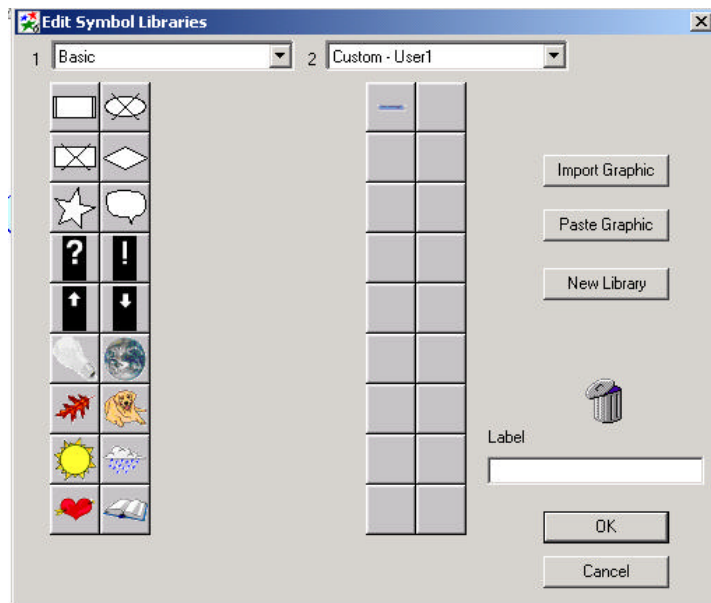 Edit Symbol Libraries
1 Basic 2 Custom - User1
? !
Import Graphic
Paste Graphic
New Library
Label
OK
Cancel